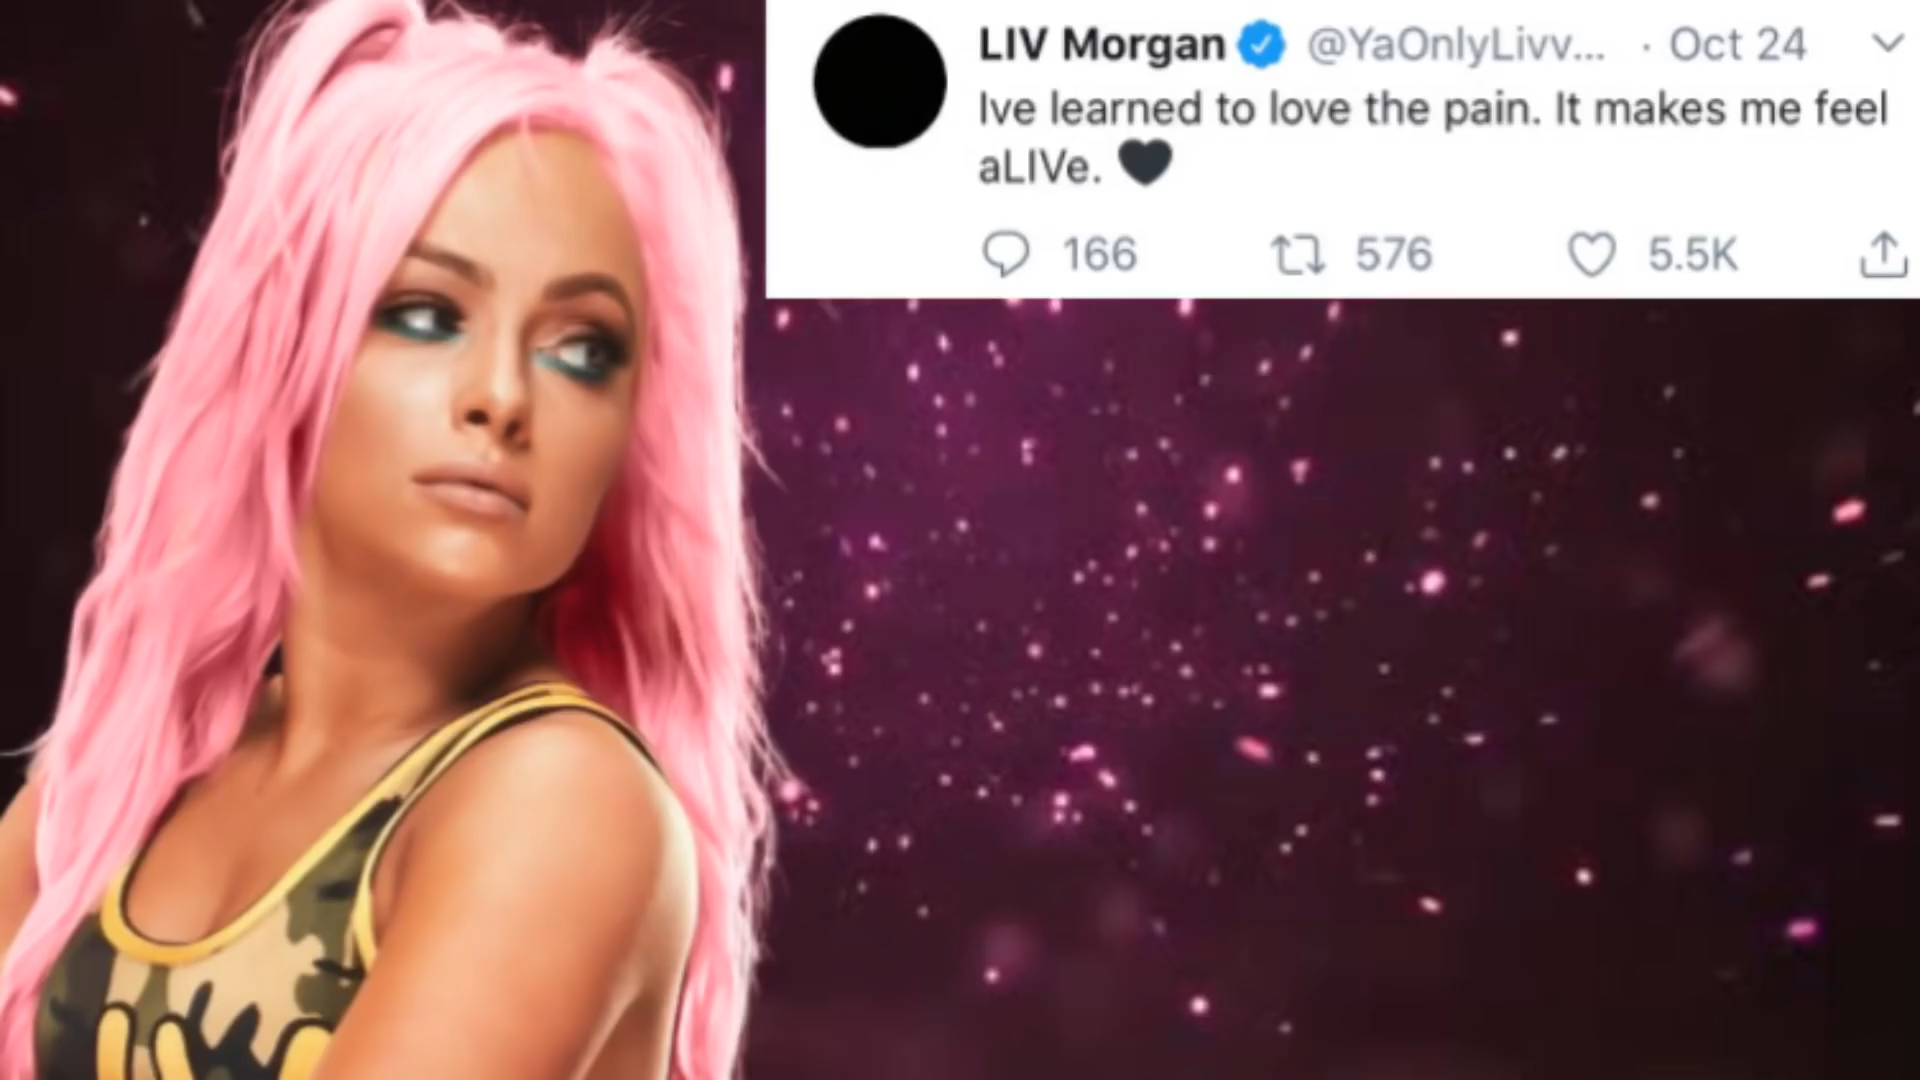 LIV Morgan @YaOnlyLivv... · Oct 24
Ive learned to love the pain. It makes me feel
aLIVe. 🖤
166 576 5.5K